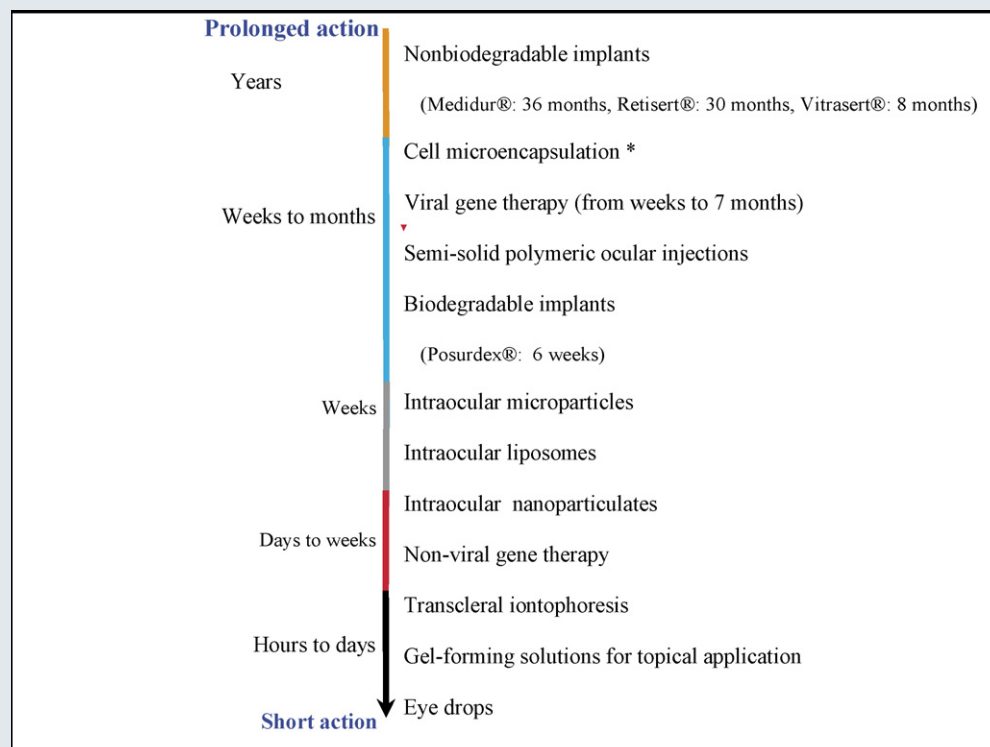 Prolonged action
Nonbiodegradable implants
Years
(Medidur®: 36 months, Retisert®: 30 months, Vitrasert®: 8 months)
Cell microencapsulation *
Viral gene therapy (from weeks to 7 months)
Weeks to months
Semi-solid polymeric ocular injections
Biodegradable implants
(Posurdex®: 6 weeks)
Weeks
Intraocular microparticles
Intraocular liposomes
Intraocular nanoparticulates
Days to weeks
Non-viral gene therapy
Transcleral iontophoresis
Hours to days
Gel-forming solutions for topical application
Eye drops
Short action